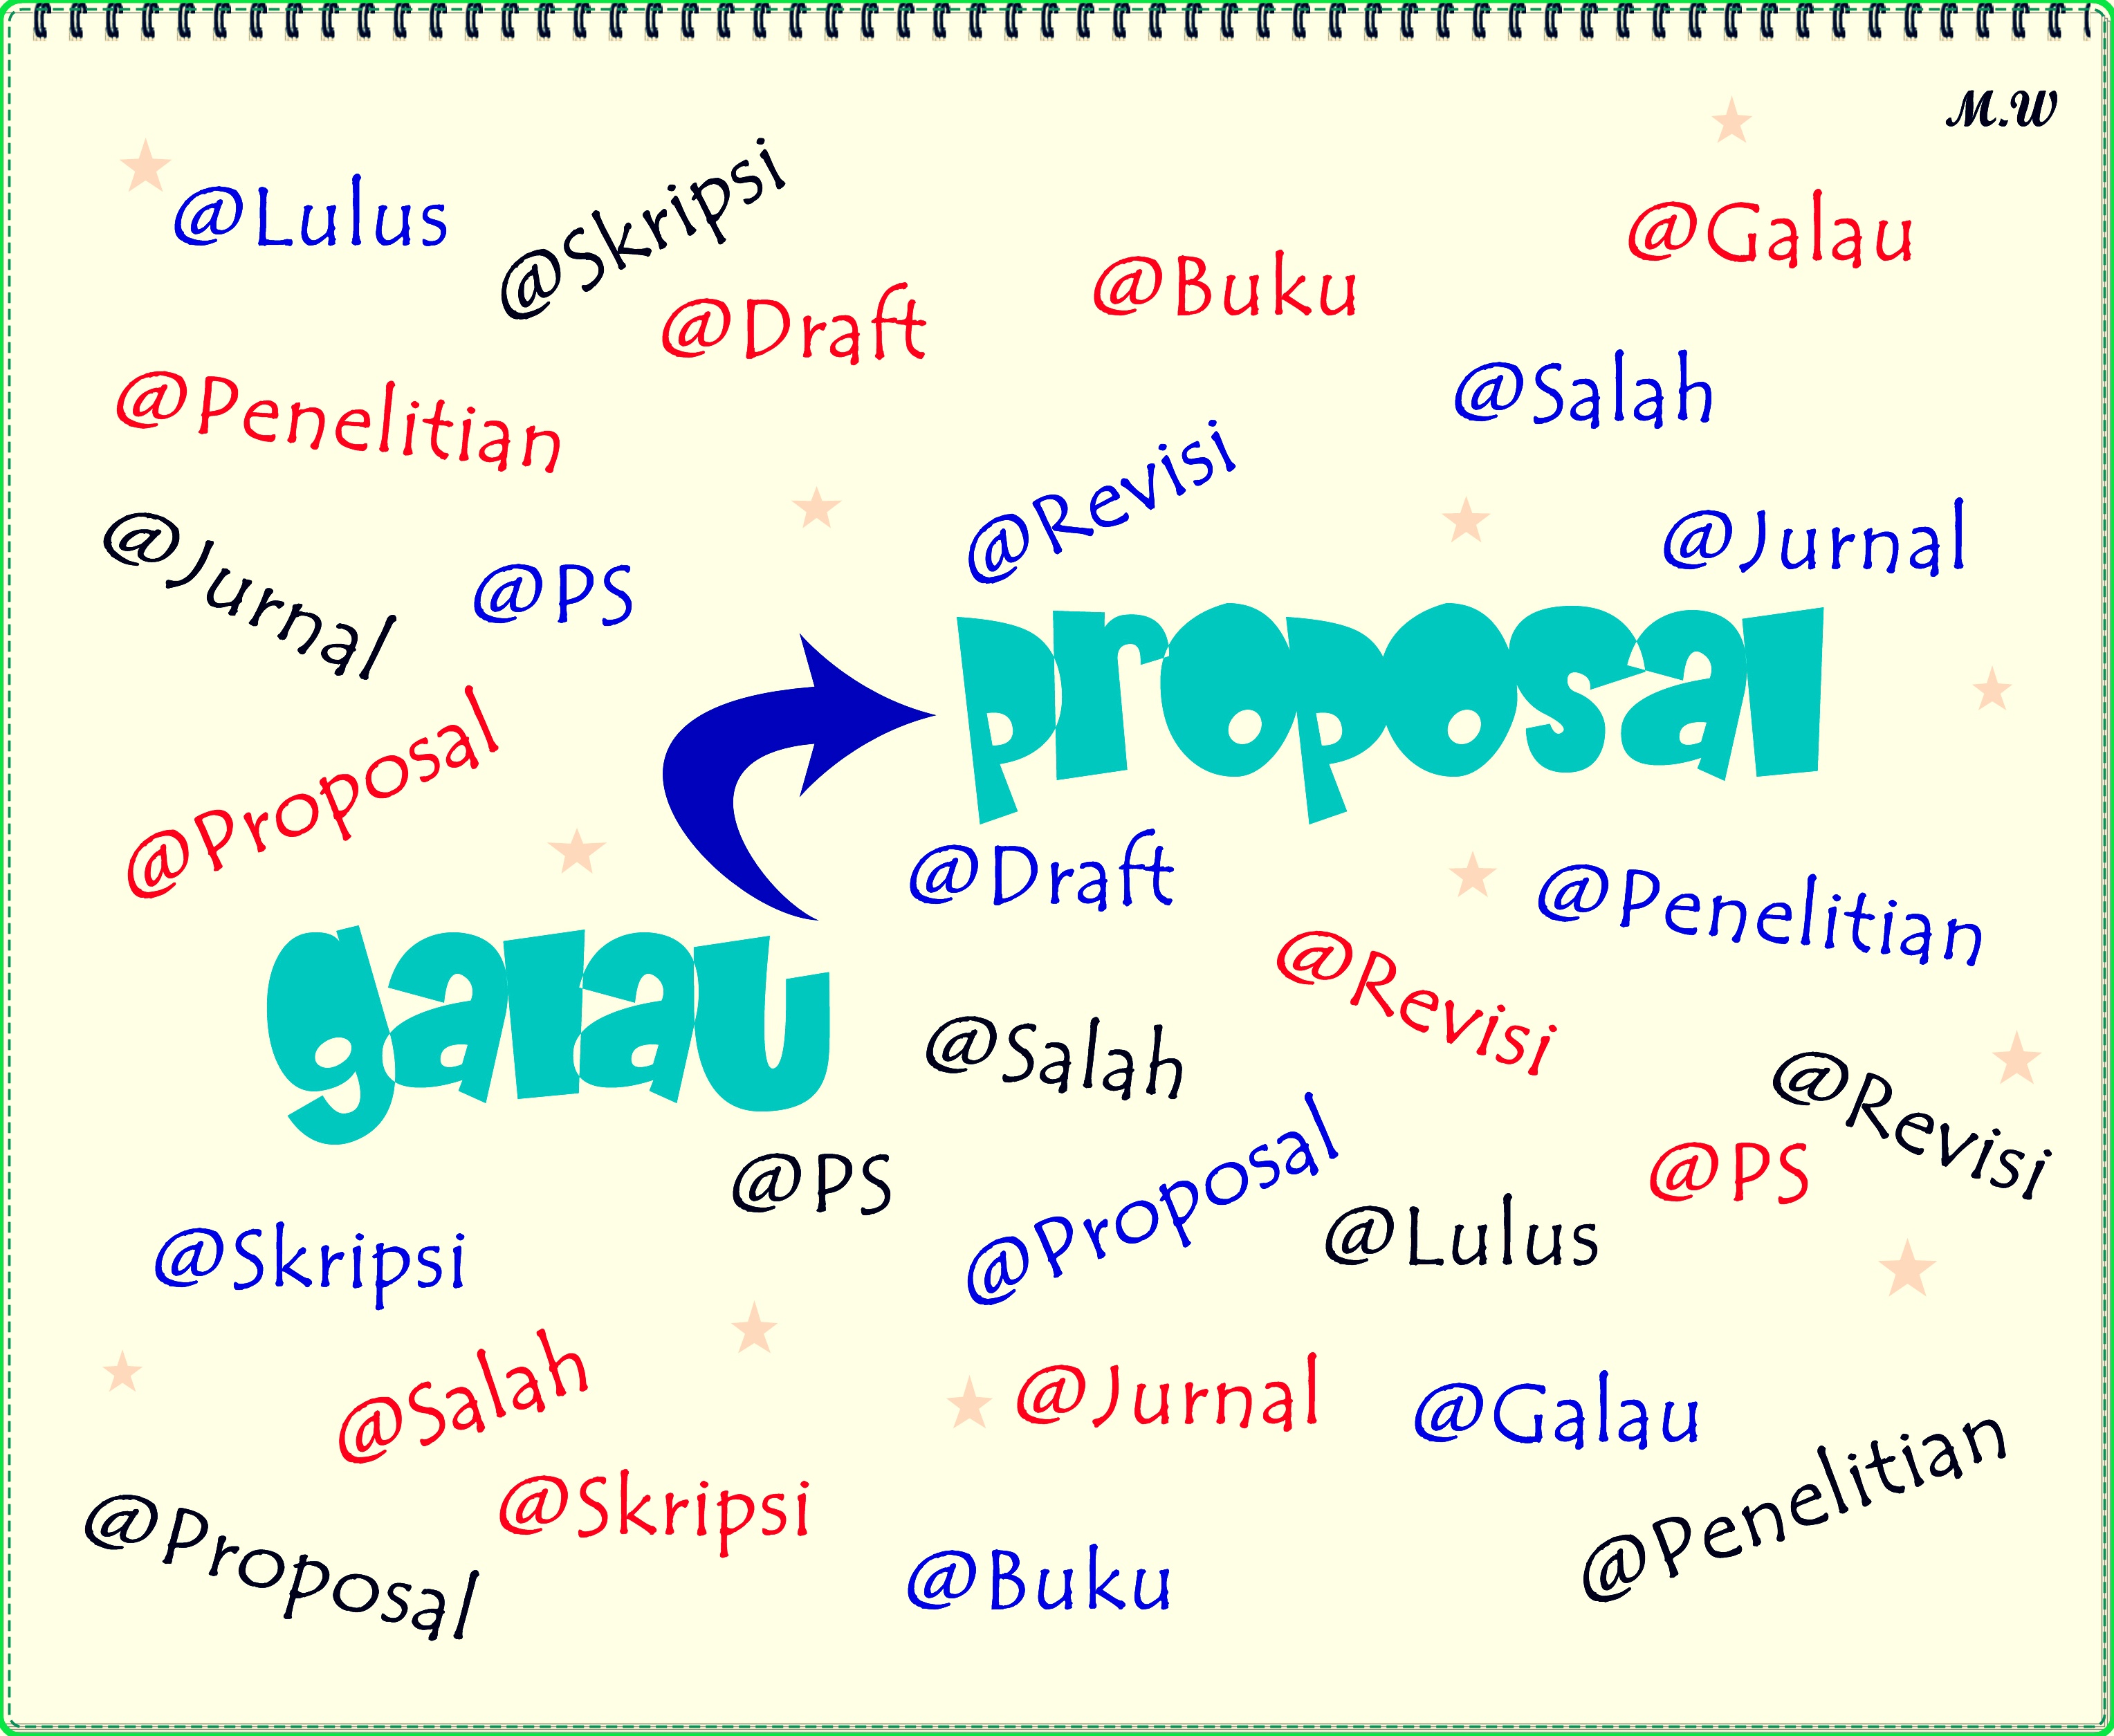 M.W
@Lulus
@Skripsi
@Galau
@Buku
@Draft
@Penelitian
@Salah
@Revisi
@Jurnal
@Jurnal
@PS
proposal
@Proposal
@Draft
@Penelitian
galau
@Revisi
@Salah
@Revisi
@PS
@Proposal
@PS
@Lulus
@Skripsi
@Salah
@Jurnal
@Galau
@Skripsi
@Penelitian
@Proposal
@Buku